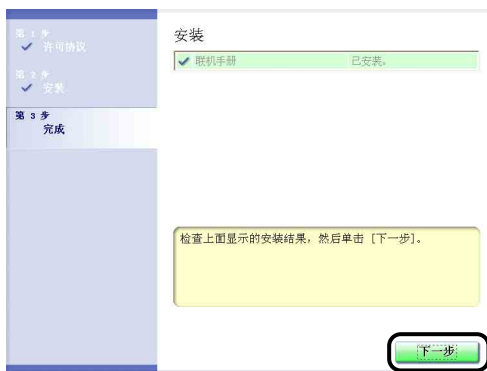 第 1 步
许可协议
第 2 步
安装
第 3 步
完成
安装
联机手册 已安装。
检查上面显示的安装结果，然后单击 [下一步]。
下一步